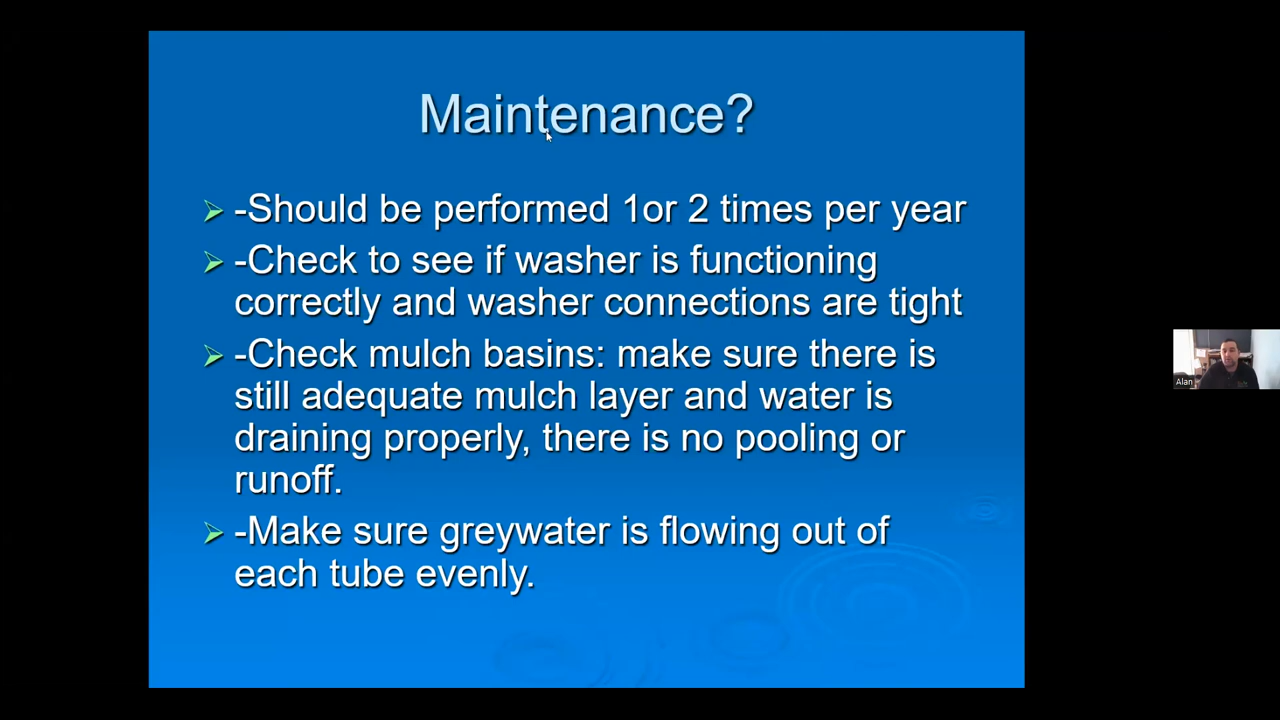 Maintenance?
-Should be performed 1or 2 times per year
-Check to see if washer is functioning
correctly and washer connections are tight
-Check mulch basins: make sure there is
still adequate mulch layer and water is
draining properly, there is no pooling or
runoff.
-Make sure greywater is flowing out of
each tube evenly.
Alan